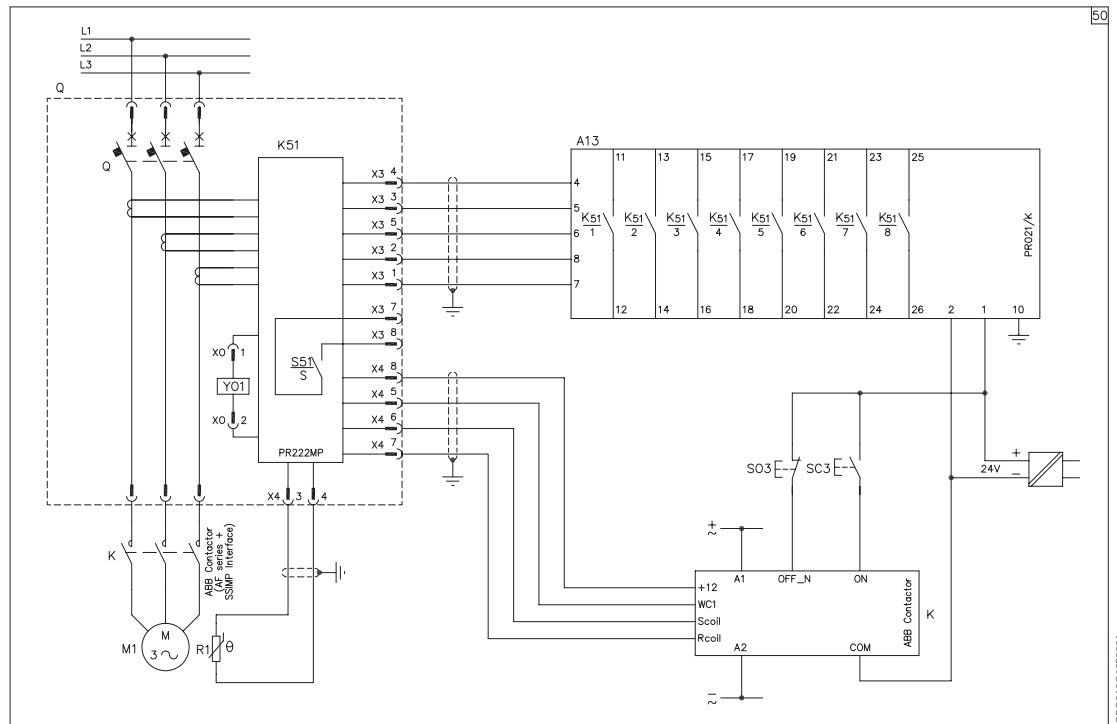 50
L1
L2
L3
Q
Q
K51
X3 4
X3 3
X3 5
X3 2
X3 1
X3 7
X3 8
X4 8
X4 5
X4 6
X4 7
S51
S
X0 1
Y01
X0 2
PR222MP
X4 3 4
A13
11 13 15 17 19 21 23 25
4
5
6
8
7
K51
1
K51
2
K51
3
K51
4
K51
5
K51
6
K51
7
K51
8
PR021/K
12 14 16 18 20 22 24 26 2 1 10
SO3
SC3
24V
+
−
K
ABB Contactor
(AF series +
SSIMP Interface)
M1
M
3 ~
R1
θ
+
~
A1 OFF_N ON
+12
WC1
Scoil
Rcoil
ABB Contactor
K
A2 COM
−
~